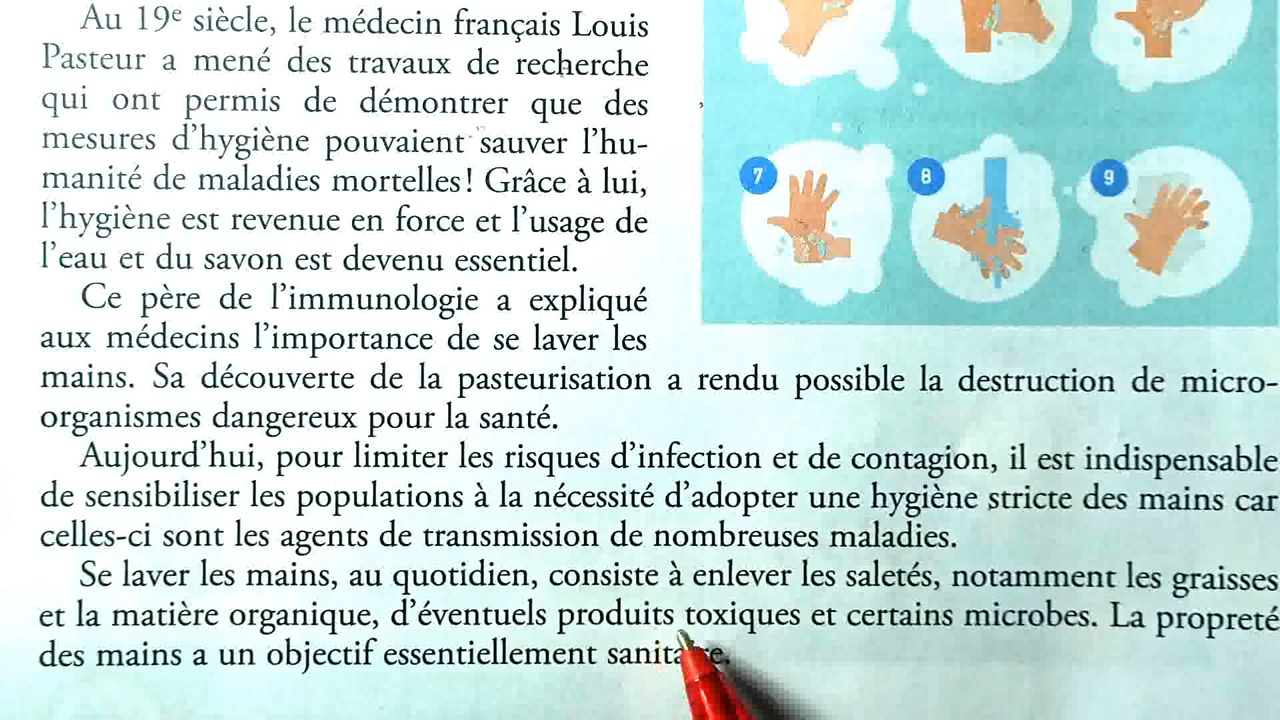 Au 19e siècle, le médecin français Louis
Pasteur a mené des travaux de recherche
qui ont permis de démontrer que des
mesures d'hygiène pouvaient sauver l'hu-
manité de maladies mortelles! Grâce à lui,
l'hygiène est revenue en force et l'usage de
l'eau et du savon est devenu essentiel.
Ce père de l'immunologie a expliqué
aux médecins l'importance de se laver les
mains. Sa découverte de la pasteurisation a rendu possible la destruction de micro-
organismes dangereux pour la santé.
Aujourd'hui, pour limiter les risques d'infection et de contagion, il est indispensable
de sensibiliser les populations à la nécessité d'adopter une hygiène stricte des mains car
celles-ci sont les agents de transmission de nombreuses maladies.
Se laver les mains, au quotidien, consiste à enlever les saletés, notamment les graisses
et la matière organique, d'éventuels produits toxiques et certains microbes. La propreté
des mains a un objectif essentiellement
7
8
9